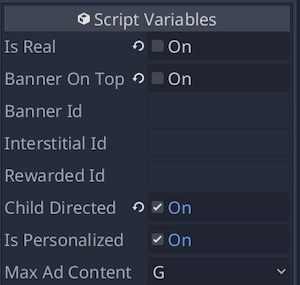 Script Variables
Is Real On
Banner On Top On
Banner Id
Interstitial Id
Rewarded Id
Child Directed On
Is Personalized On
Max Ad Content G